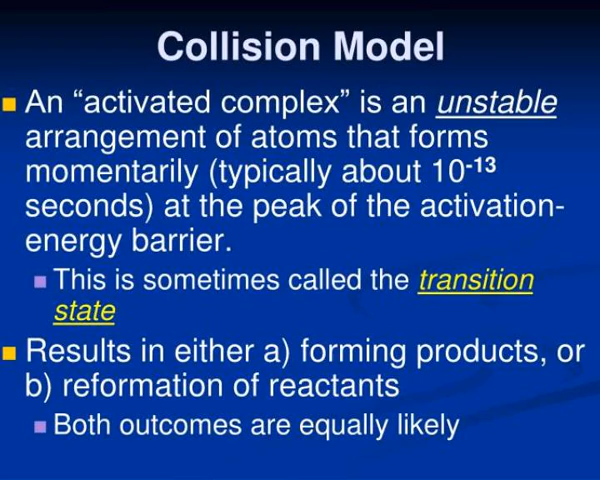 Collision Model
An “activated complex” is an unstable
arrangement of atoms that forms
momentarily (typically about 10-13
seconds) at the peak of the activation-
energy barrier.
This is sometimes called the transition
state
Results in either a) forming products, or
b) reformation of reactants
Both outcomes are equally likely